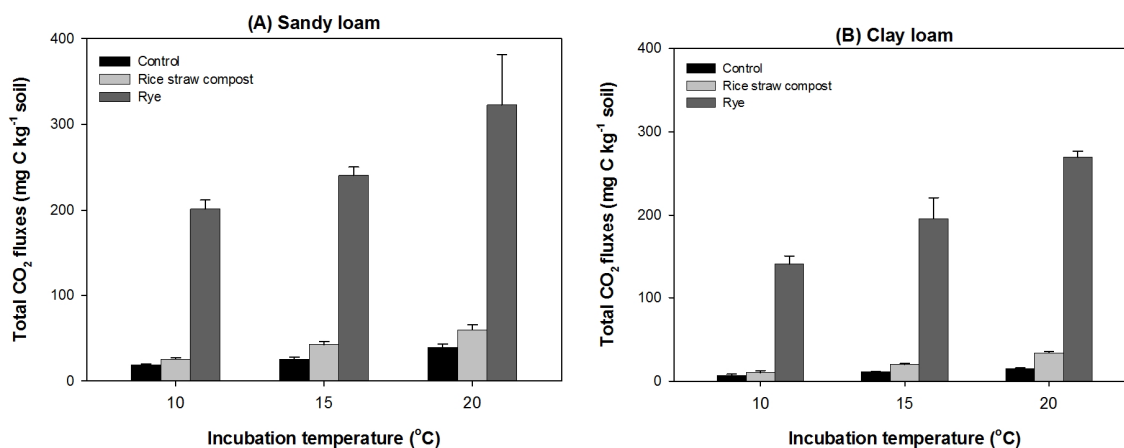 (A) Sandy loam
Total CO₂ fluxes (mg C kg⁻¹ soil)
400
300
200
100
0
Control
Rice straw compost
Rye
10 15 20
Incubation temperature (°C)
(B) Clay loam
Total CO₂ fluxes (mg C kg⁻¹ soil)
400
300
200
100
0
Control
Rice straw compost
Rye
10 15 20
Incubation temperature (°C)